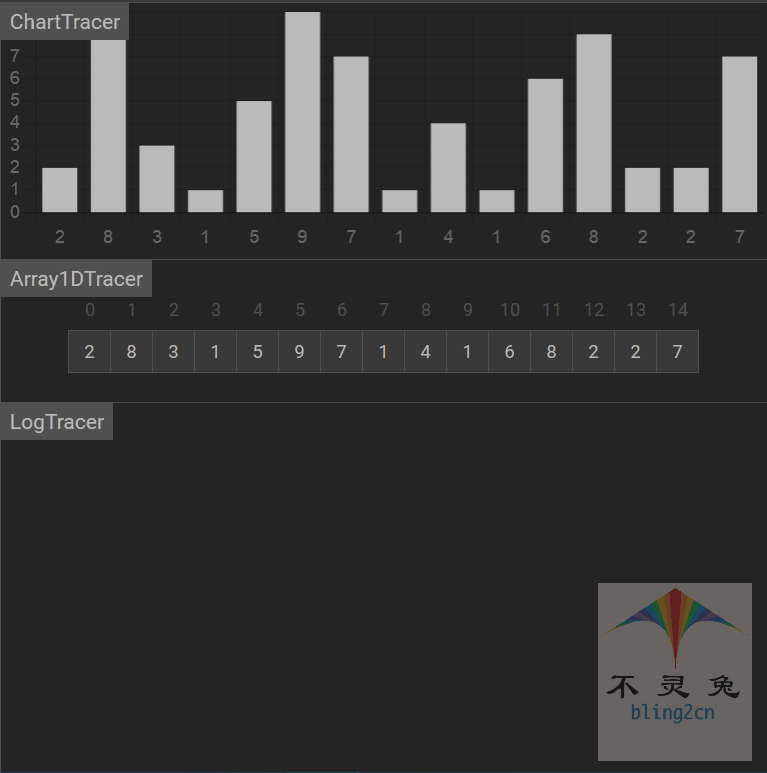 ChartTracer
7
6
5
4
3
2
1
0
2 8 3 1 5 9 7 1 4 1 6 8 2 2 7
Array1DTracer
0 1 2 3 4 5 6 7 8 9 10 11 12 13 14
2 8 3 1 5 9 7 1 4 1 6 8 2 2 7
LogTracer
不灵兔
bling2cn